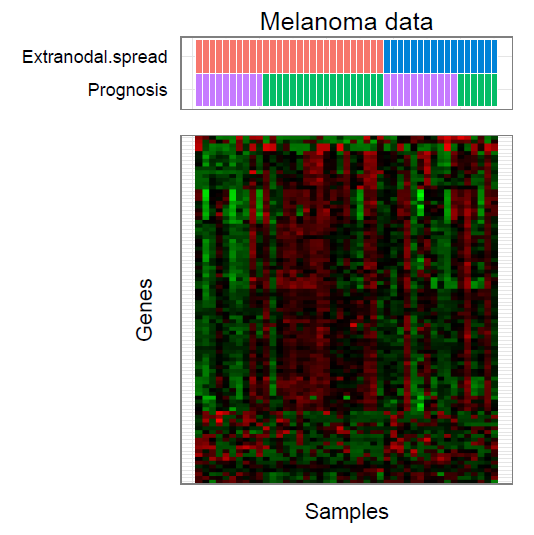 Melanoma data
Extranodal.spread
Prognosis
Genes
Samples